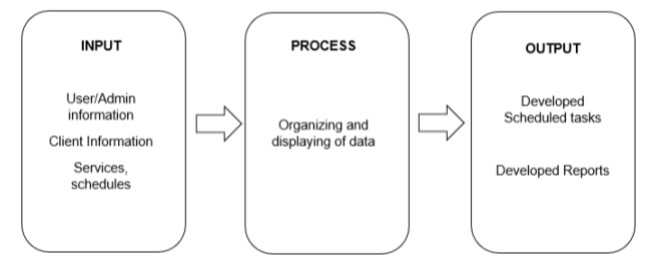 INPUT
User/Admin
information
Client Information
Services,
schedules
PROCESS
Organizing and
displaying of data
OUTPUT
Developed
Scheduled tasks
Developed Reports